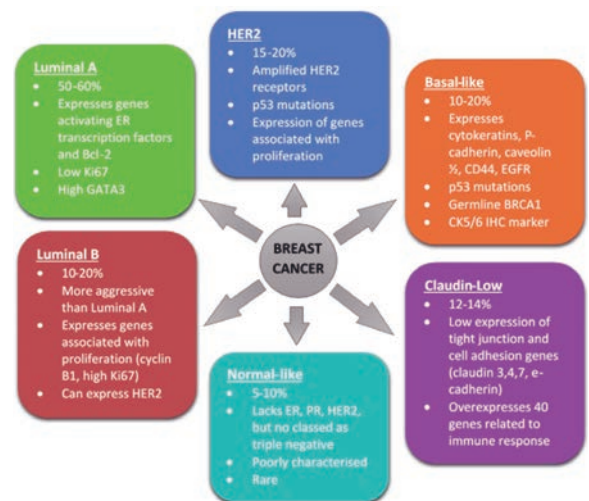 Luminal A
• 50-60%
• Expresses genes
activating ER
transcription factors
and Bcl-2
• Low Ki67
• High GATA3
HER2
• 15-20%
• Amplified HER2
receptors
• p53 mutations
• Expression of genes
associated with
proliferation
Basal-like
• 10-20%
• Expresses
cytokeratins, P-
cadherin, caveolin
½, CD44, EGFR
• p53 mutations
• Germline BRCA1
• CK5/6 IHC marker
BREAST
CANCER
Luminal B
• 10-20%
• More aggressive
than Luminal A
• Expresses genes
associated with
proliferation (cyclin
B1, high Ki67)
• Can express HER2
Normal-like
• 5-10%
• Lacks ER, PR, HER2,
but no classed as
triple negative
• Poorly characterised
• Rare
Claudin-Low
• 12-14%
• Low expression of
tight junction and
cell adhesion genes
(claudin 3,4,7, e-
cadherin)
• Overexpresses 40
genes related to
immune response